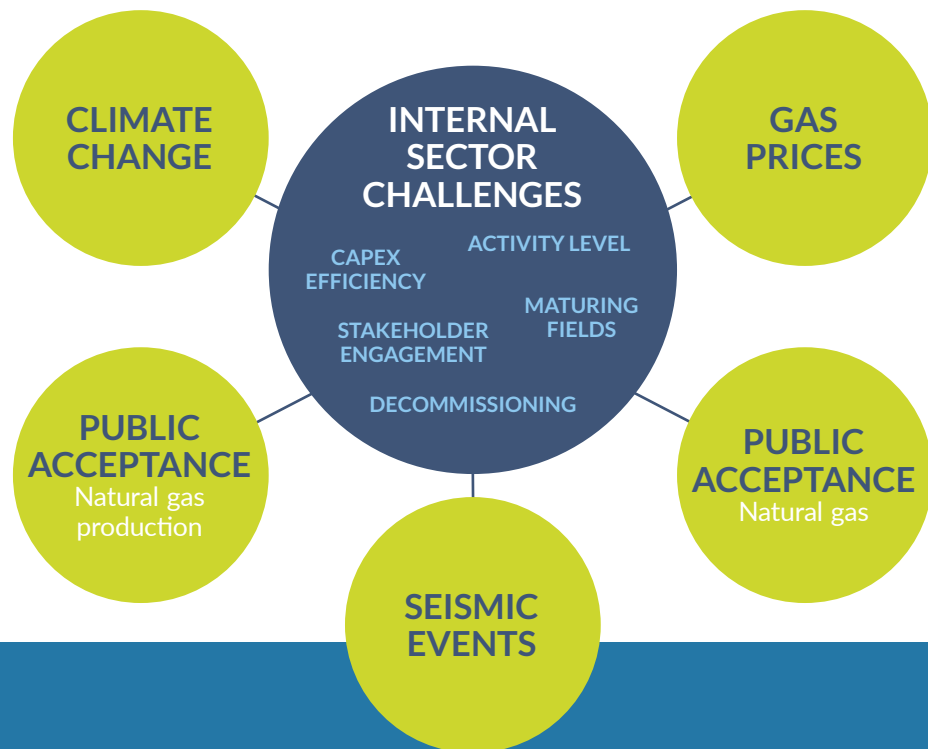 CLIMATE
CHANGE
INTERNAL
SECTOR
CHALLENGES
GAS
PRICES
CAPEX
EFFICIENCY
ACTIVITY LEVEL
STAKEHOLDER
ENGAGEMENT
MATURING
FIELDS
DECOMMISSIONING
PUBLIC
ACCEPTANCE
Natural gas
production
PUBLIC
ACCEPTANCE
Natural gas
SEISMIC
EVENTS